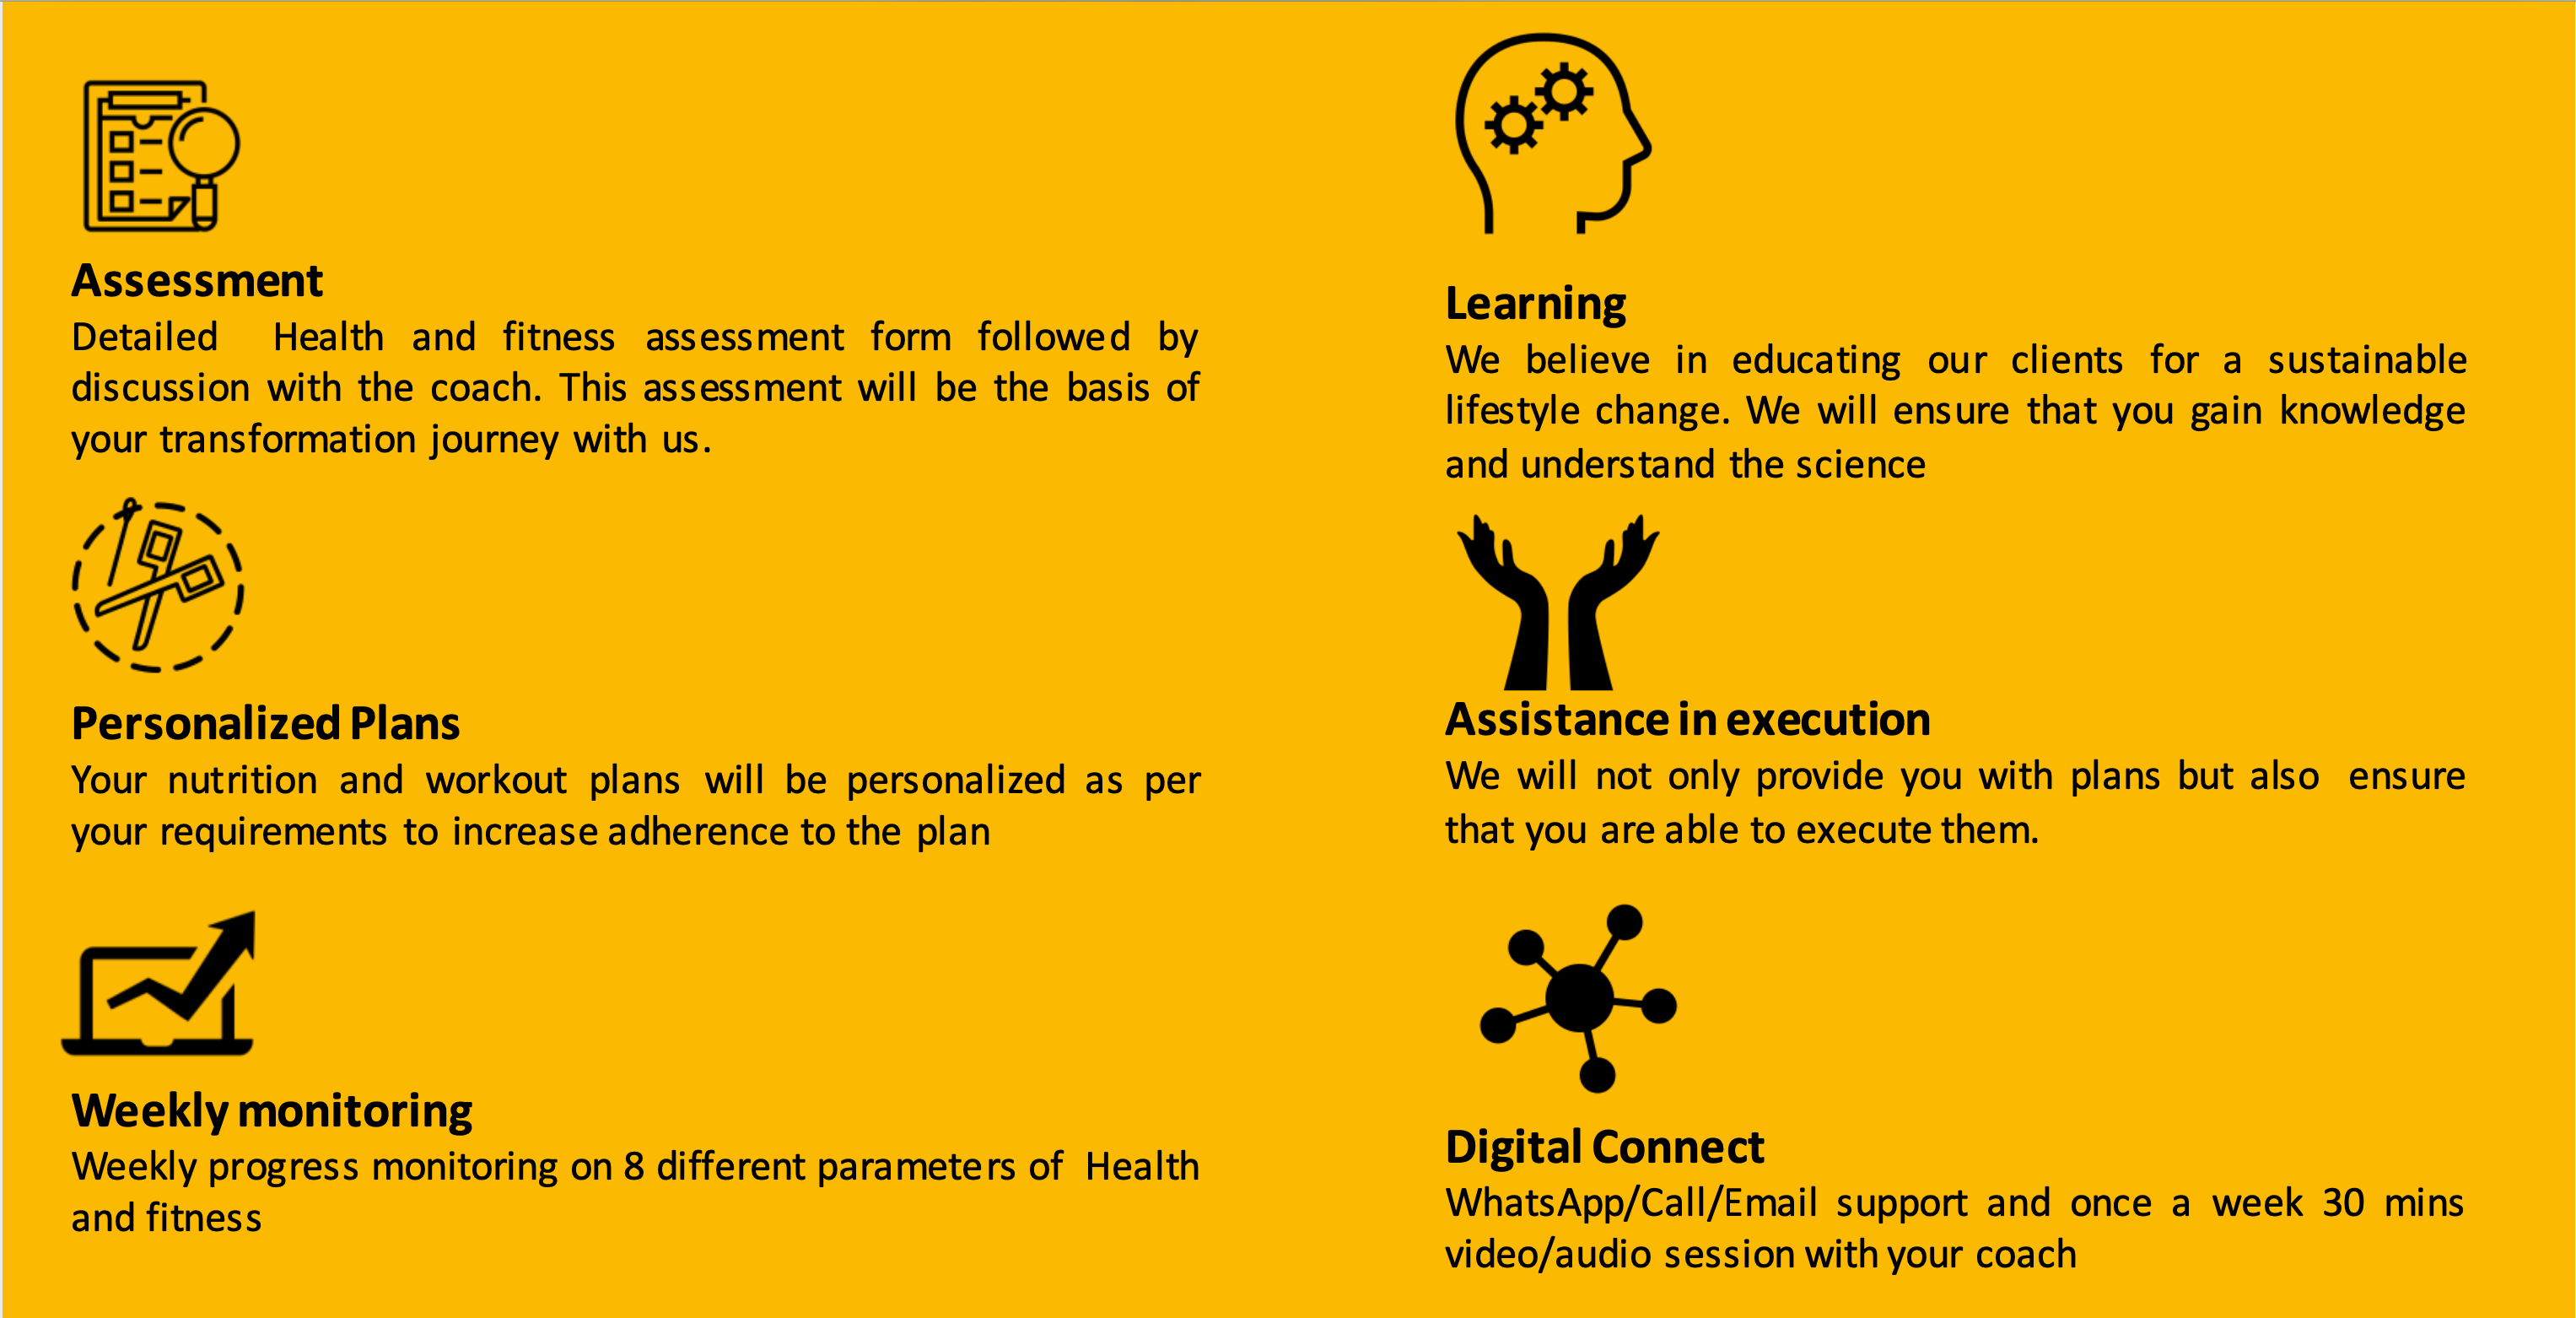 Assessment
Detailed Health and fitness assessment form followed by
discussion with the coach. This assessment will be the basis of
your transformation journey with us.
Personalized Plans
Your nutrition and workout plans will be personalized as per
your requirements to increase adherence to the plan
Weekly monitoring
Weekly progress monitoring on 8 different parameters of Health
and fitness
Learning
We believe in educating our clients for a sustainable
lifestyle change. We will ensure that you gain knowledge
and understand the science
Assistance in execution
We will not only provide you with plans but also ensure
that you are able to execute them.
Digital Connect
WhatsApp/Call/Email support and once a week 30 mins
video/audio session with your coach